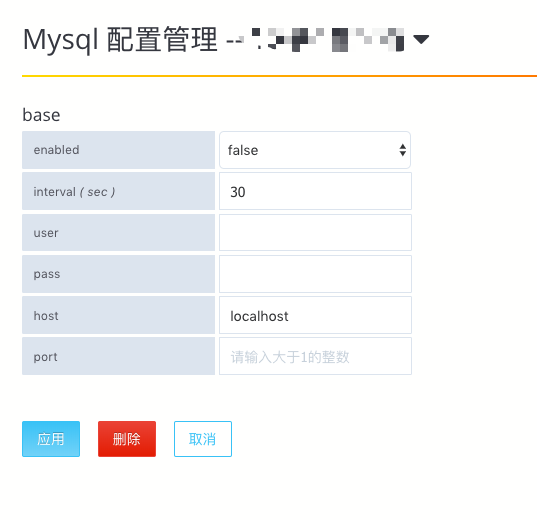 Mysql 配置管理 --
base
enabled false
interval ( sec ) 30
user
pass
host localhost
port 请输入大于1的整数
应用 删除 取消